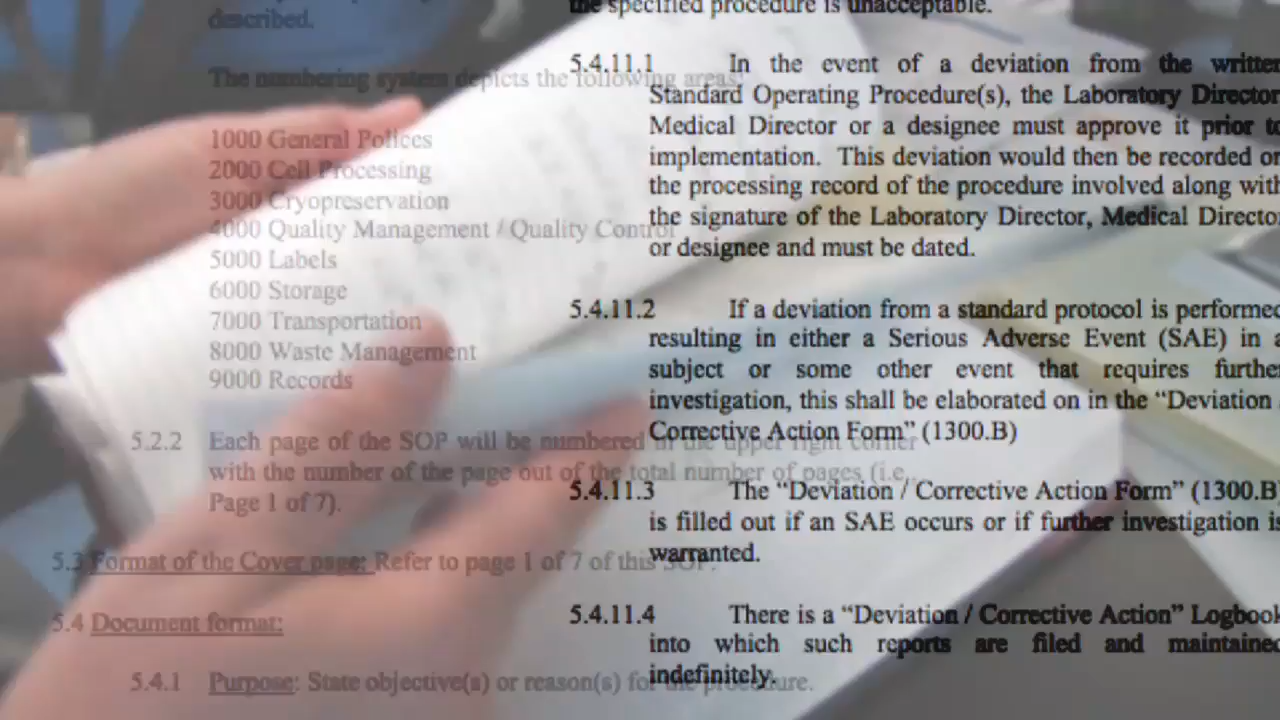 described.
The numbering system depicts the following areas:
1000 General Polices
2000 Cell Processing
3000 Cryopreservation
4000 Quality Management / Quality Control
5000 Labels
6000 Storage
7000 Transportation
8000 Waste Management
9000 Records
5.2.2 Each page of the SOP will be numbered in the upper right corner
with the number of the page out of the total number of pages (i.e.,
Page 1 of 7).
5.3 Format of the Cover page: Refer to page 1 of 7 of this SOP.
5.4 Document format:
5.4.1 Purpose: State objective(s) or reason(s) for the procedure.
the specified procedure is unacceptable.
5.4.11.1 In the event of a deviation from the written
Standard Operating Procedure(s), the Laboratory Director
Medical Director or a designee must approve it prior to
implementation. This deviation would then be recorded on
the processing record of the procedure involved along with
the signature of the Laboratory Director, Medical Director
or designee and must be dated.
5.4.11.2 If a deviation from a standard protocol is performed
resulting in either a Serious Adverse Event (SAE) in a
subject or some other event that requires further
investigation, this shall be elaborated on in the “Deviation
Corrective Action Form” (1300.B)
5.4.11.3 The “Deviation / Corrective Action Form” (1300.B)
is filled out if an SAE occurs or if further investigation is
warranted.
5.4.11.4 There is a “Deviation / Corrective Action” Logbook
into which such reports are filed and maintained
indefinitely.